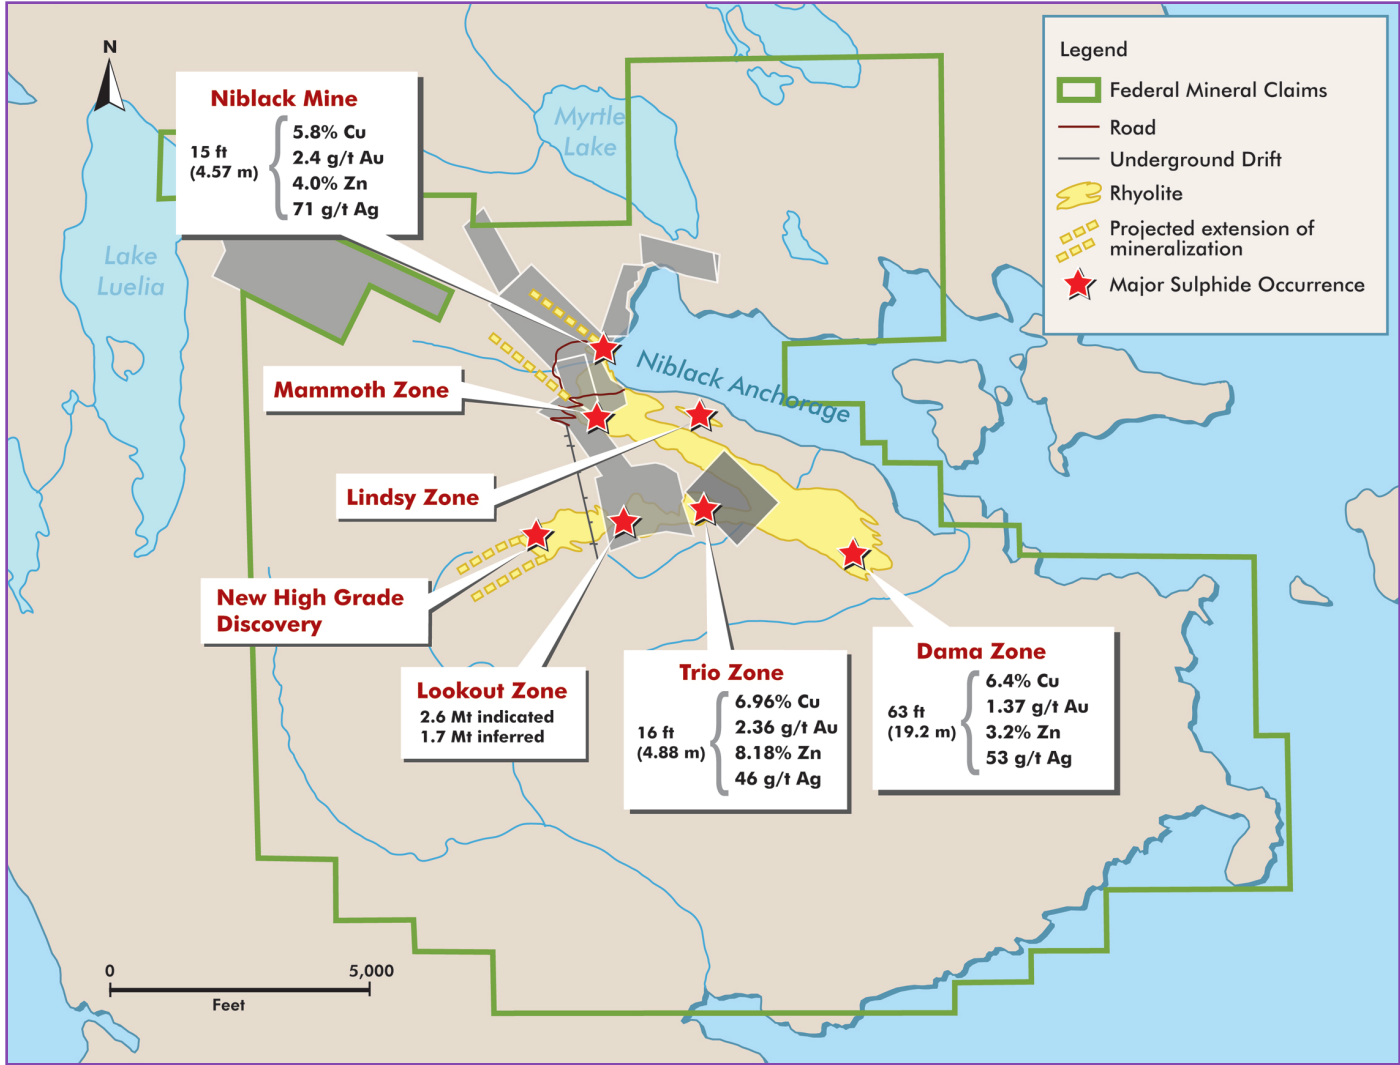 N
Niblack Mine
15 ft
(4.57 m)
5.8% Cu
2.4 g/t Au
4.0% Zn
71 g/t Ag
Myrtle
Lake
Lake
Luelia
Legend
Federal Mineral Claims
Road
Underground Drift
Rhyolite
Projected extension of
mineralization
Major Sulphide Occurrence
Niblack Anchorage
Mammoth Zone
Lindsy Zone
New High Grade
Discovery
Lookout Zone
2.6 Mt indicated
1.7 Mt inferred
Trio Zone
16 ft
(4.88 m)
6.96% Cu
2.36 g/t Au
8.18% Zn
46 g/t Ag
Dama Zone
63 ft
(19.2 m)
6.4% Cu
1.37 g/t Au
3.2% Zn
53 g/t Ag
0 5,000
Feet